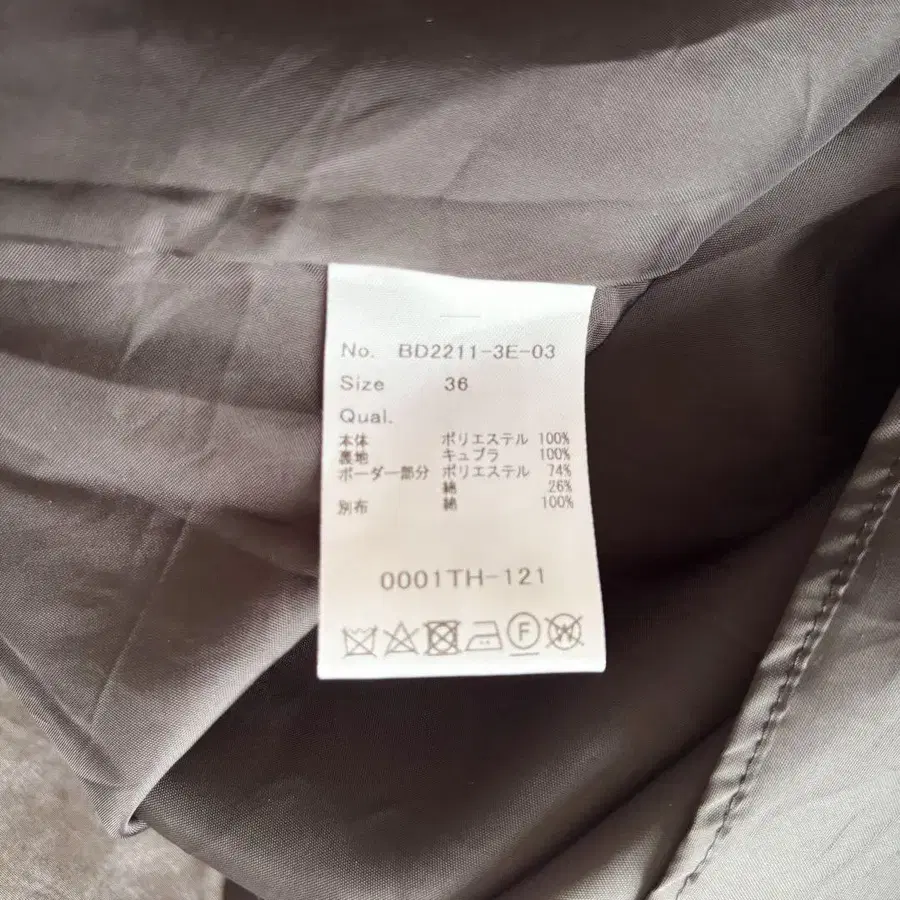 No. BD2211-3E-03
Size 36
Qual.
本体 ポリエステル 100%
裏地 キュプラ 100%
ボーダー部分 ポリエステル 74%
綿 26%
別布 綿 100%
0001TH-121
F W